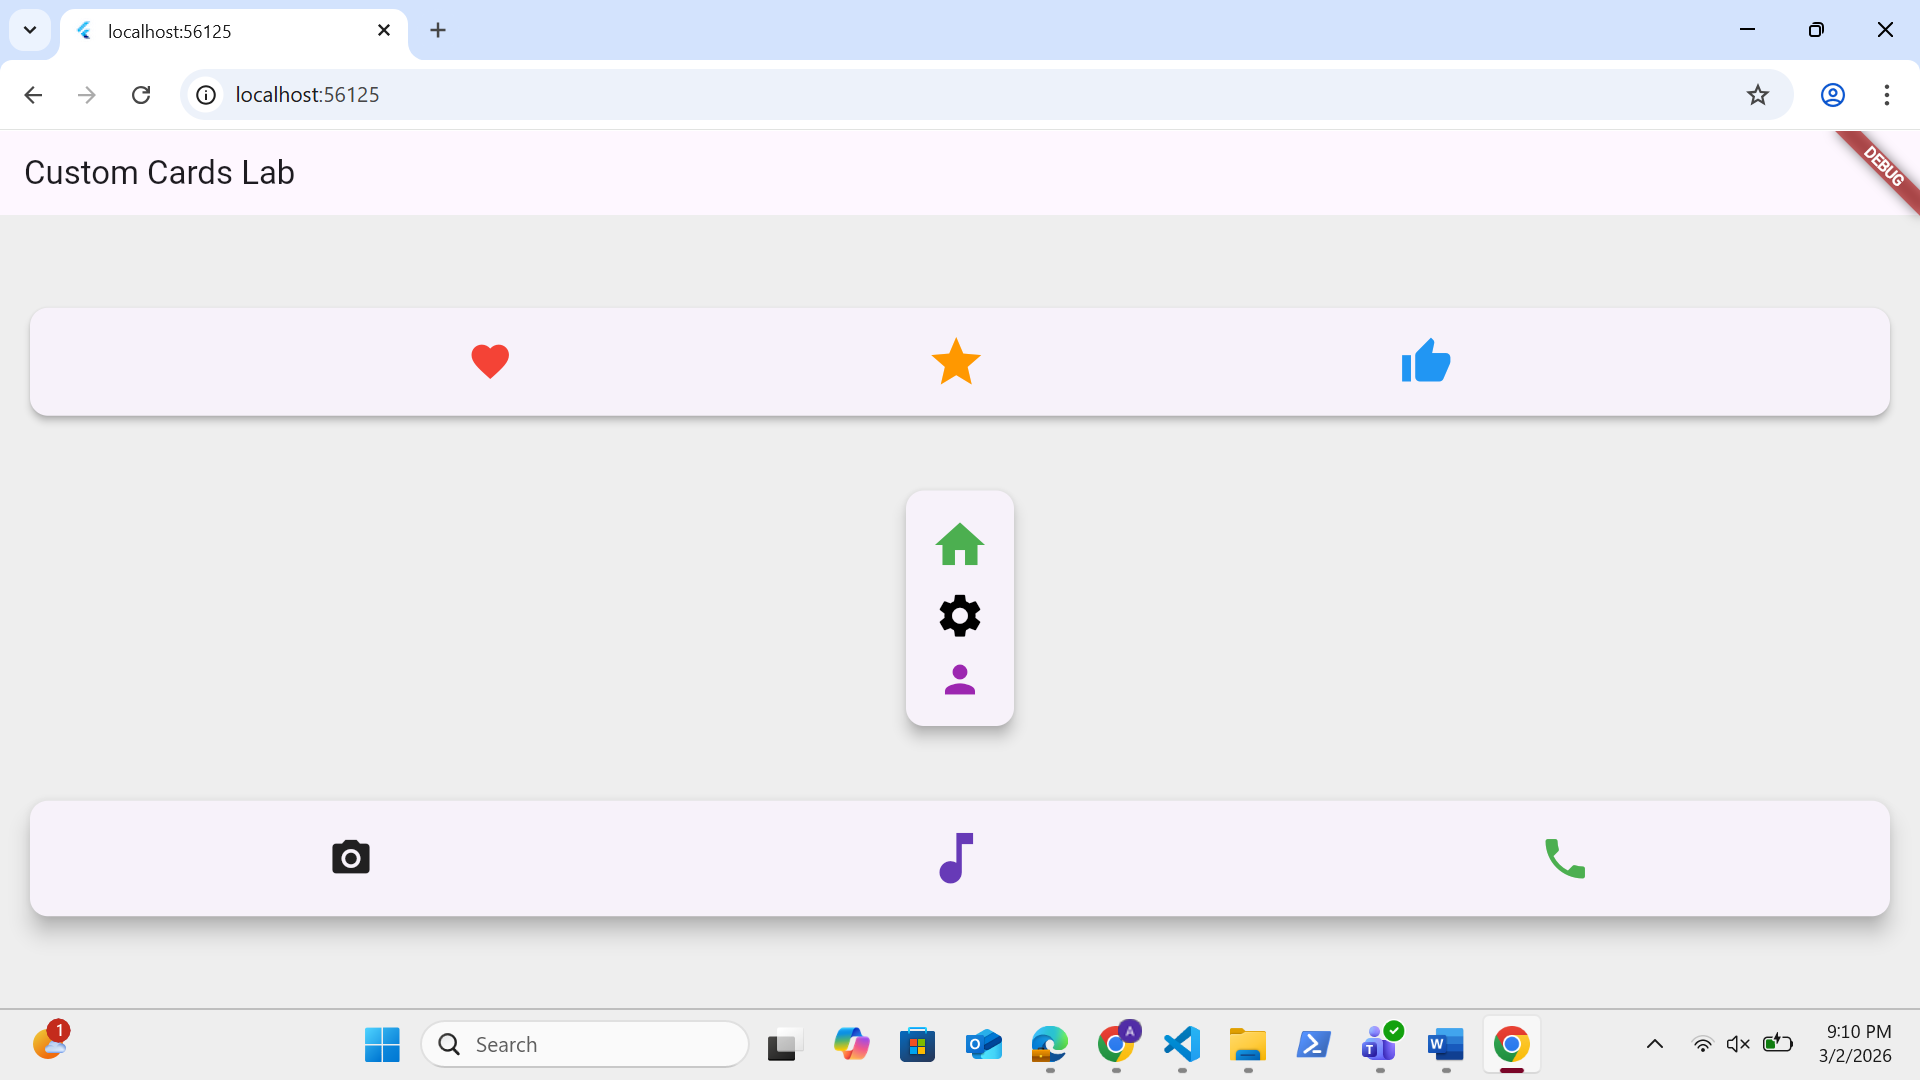 localhost:56125
localhost:56125
Custom Cards Lab
DEBUG
1
Search
A
T
W
9:10 PM
3/2/2026